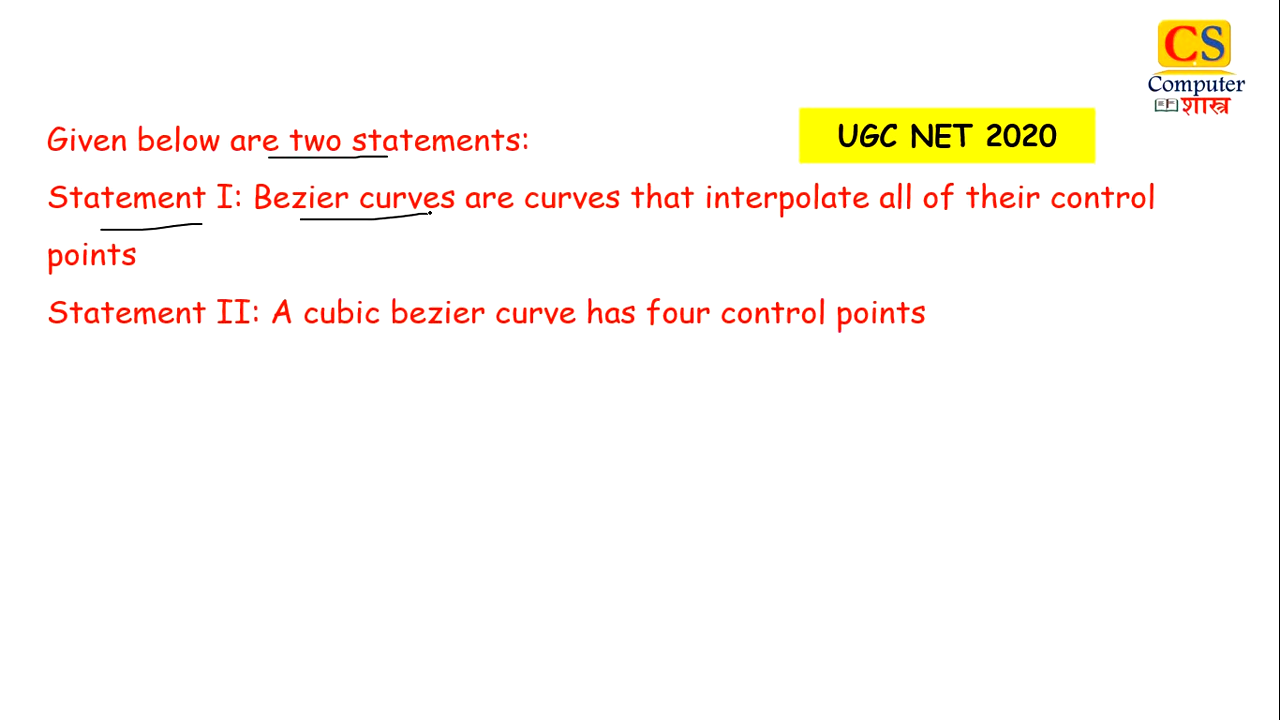 CS
Computer
शास्त्र
UGC NET 2020
Given below are two statements:
Statement I: Bezier curves are curves that interpolate all of their control
points
Statement II: A cubic bezier curve has four control points